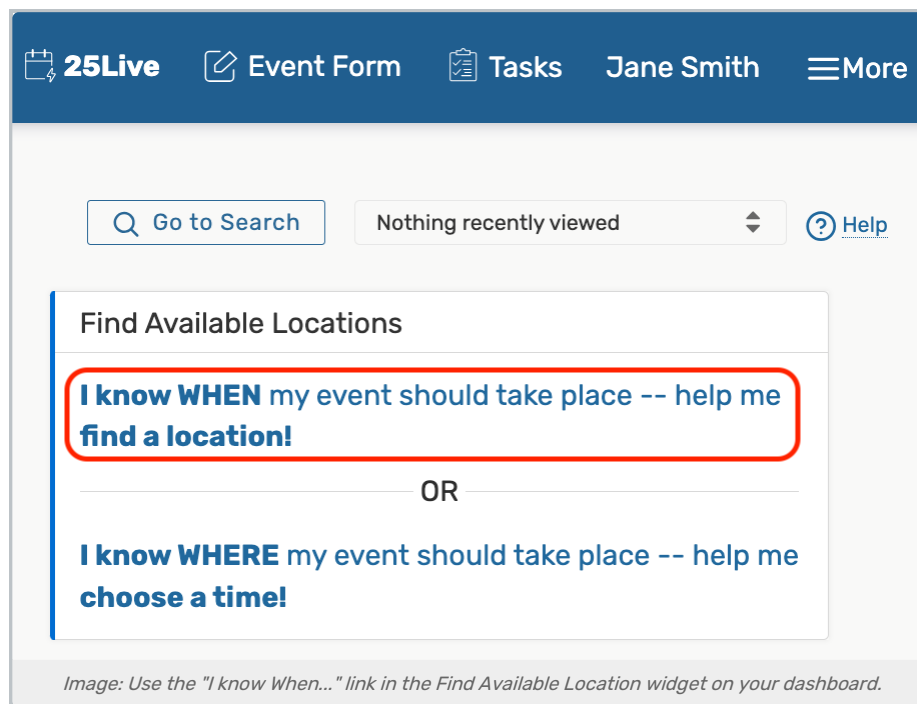 25Live Event Form Tasks Jane Smith More
Go to Search Nothing recently viewed Help
Find Available Locations
I know WHEN my event should take place -- help me
find a location!
OR
I know WHERE my event should take place -- help me
choose a time!
Image: Use the "I know When..." link in the Find Available Location widget on your dashboard.